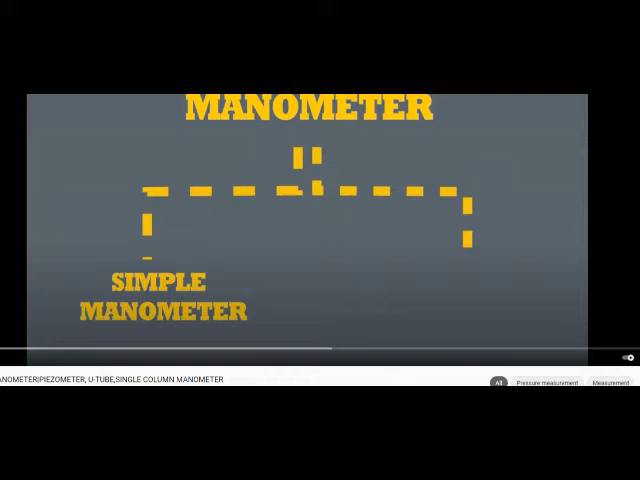 MANOMETER
SIMPLE
MANOMETER
ANOMETER|PIEZOMETER, U-TUBE,SINGLE COLUMN MANOMETER
All
Pressure measurement
Measurement